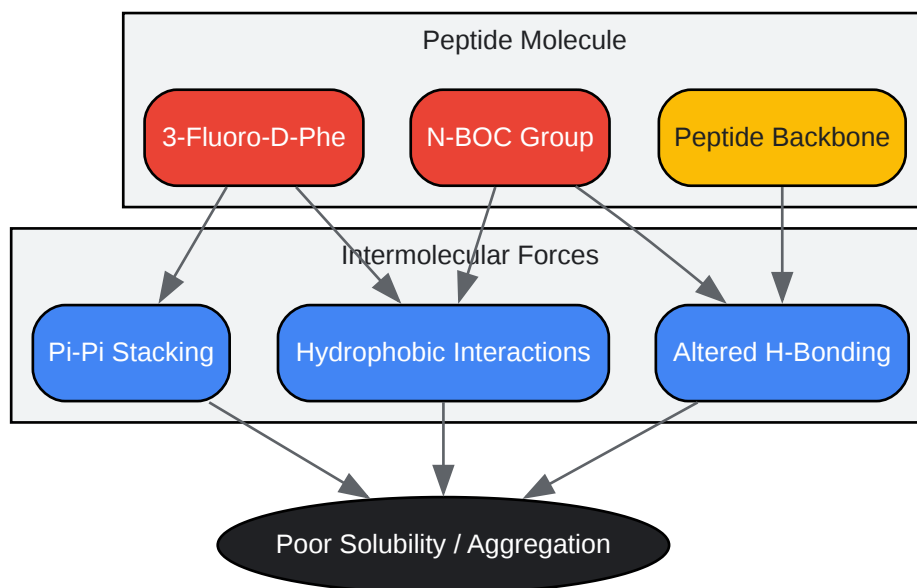 Peptide Molecule
3-Fluoro-D-Phe
N-BOC Group
Peptide Backbone
Intermolecular Forces
Pi-Pi Stacking
Hydrophobic Interactions
Altered H-Bonding
Poor Solubility / Aggregation